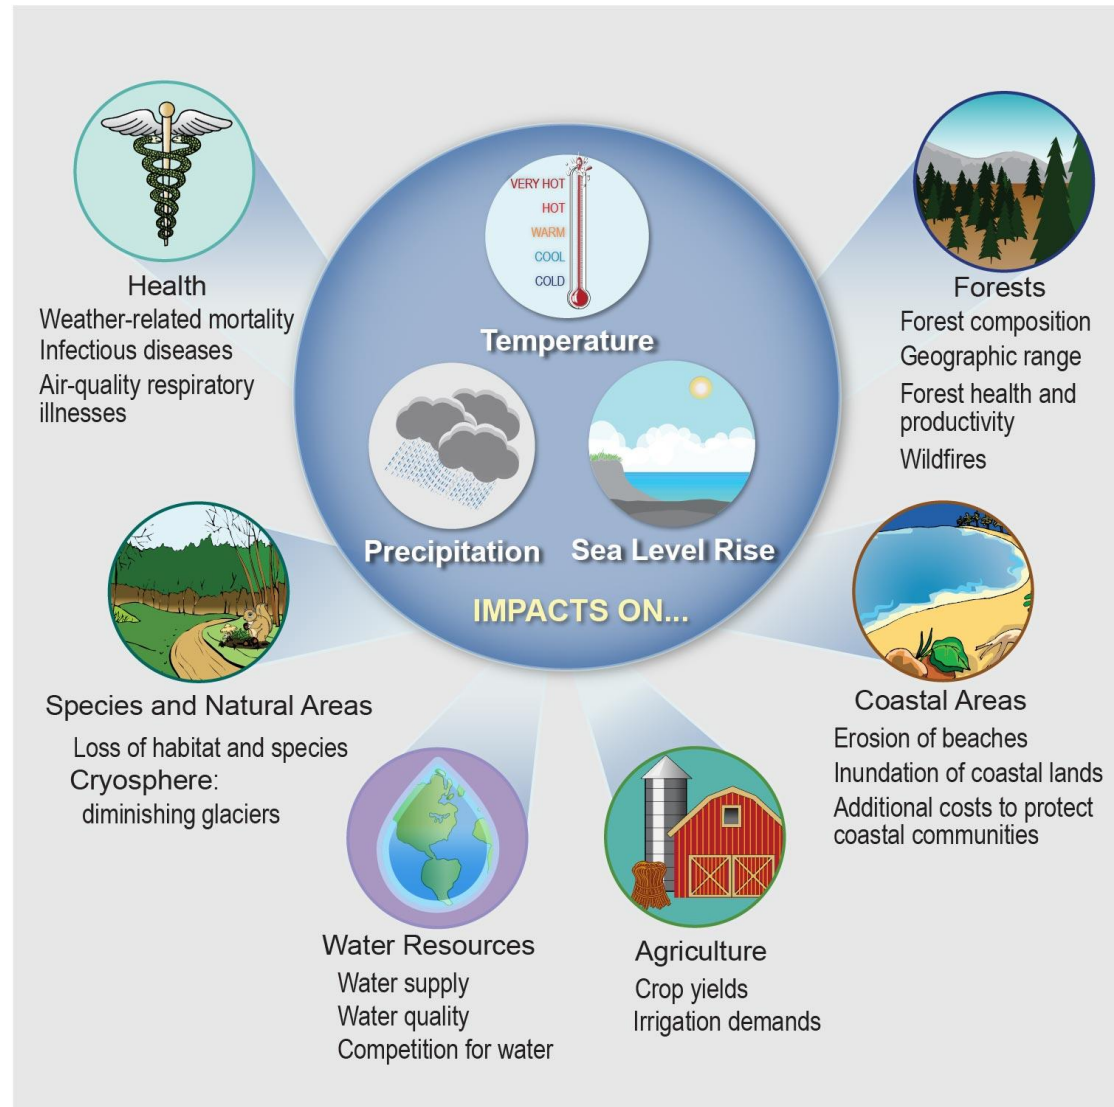 VERY HOT
HOT
WARM
COOL
COLD
Temperature
Precipitation
Sea Level Rise
IMPACTS ON...
Health
Weather-related mortality
Infectious diseases
Air-quality respiratory
illnesses
Forests
Forest composition
Geographic range
Forest health and
productivity
Wildfires
Species and Natural Areas
Loss of habitat and species
Cryosphere:
diminishing glaciers
Coastal Areas
Erosion of beaches
Inundation of coastal lands
Additional costs to protect
coastal communities
Water Resources
Water supply
Water quality
Competition for water
Agriculture
Crop yields
Irrigation demands